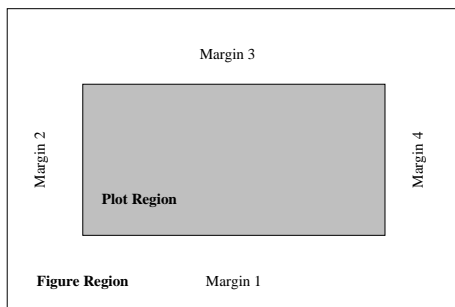 Margin 3
Margin 2
Margin 4
Plot Region
Figure Region
Margin 1